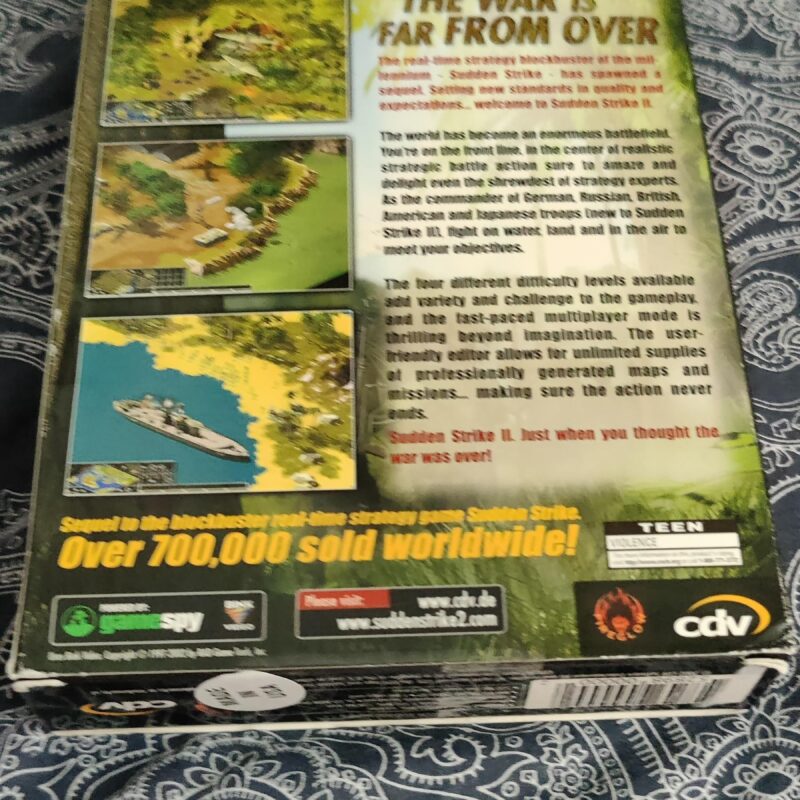 THE WAR IS
FAR FROM OVER
The real-time strategy blockbuster of the mil-
lennium - Sudden Strike - has spawned a
sequel. Setting new standards in quality and
expectations... welcome to Sudden Strike II.
The world has become an enormous battlefield.
You're on the front line, in the center of realistic
strategic battle action sure to amaze and
delight even the shrewdest of strategy experts.
As the commander of German, Russian, British,
American and Japanese troops (new to Sudden
Strike II), fight on water, land and in the air to
meet your objectives.
The four different difficulty levels available
add variety and challenge to the gameplay,
and the fast-paced multiplayer mode is
thrilling beyond imagination. The user-
friendly editor allows for unlimited supplies
of professionally generated maps and
missions... making sure the action never
ends.
Sudden Strike II. Just when you thought the
war was over!
Sequel to the blockbuster real-time strategy game Sudden Strike.
Over 700,000 sold worldwide!
TEEN
VIOLENCE
POWERED BY:
gamespy
BINK
VIDEO
Please visit:
www.cdv.de
www.suddenstrike2.com
cdv
cdv